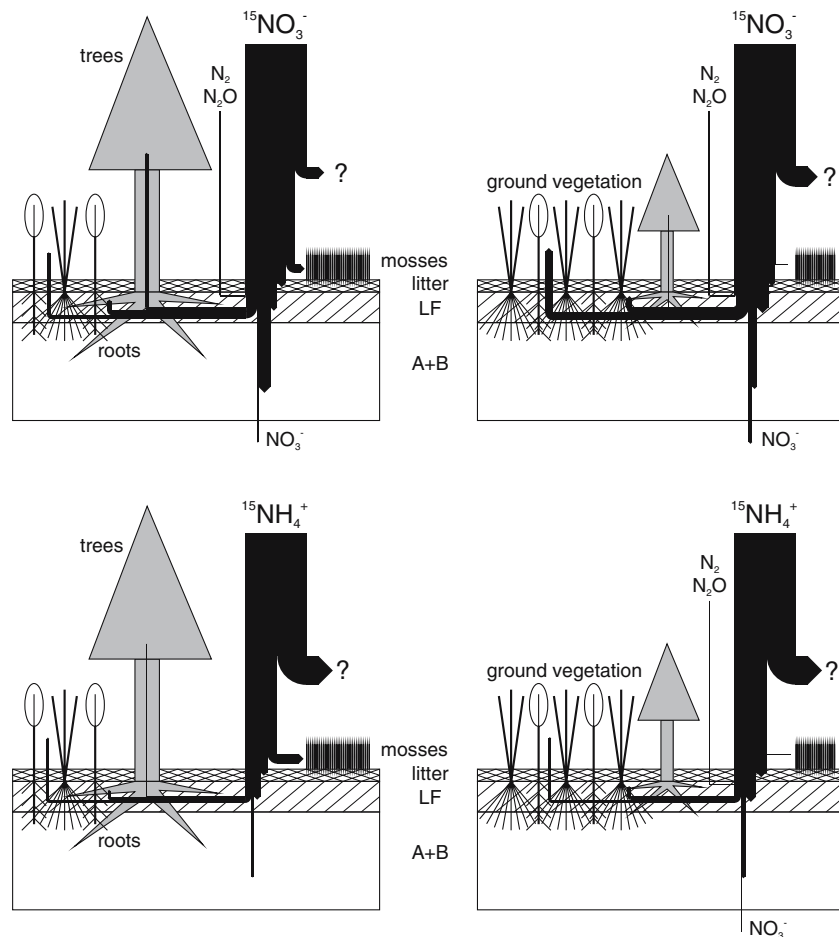 ¹⁵NO₃⁻
trees
N₂
N₂O
?
mosses
litter
LF
roots
A+B
NO₃⁻
¹⁵NO₃⁻
N₂
N₂O
?
ground vegetation
NO₃⁻
¹⁵NH₄⁺
trees
?
mosses
litter
LF
roots
A+B
¹⁵NH₄⁺
N₂
N₂O
?
ground vegetation
NO₃⁻